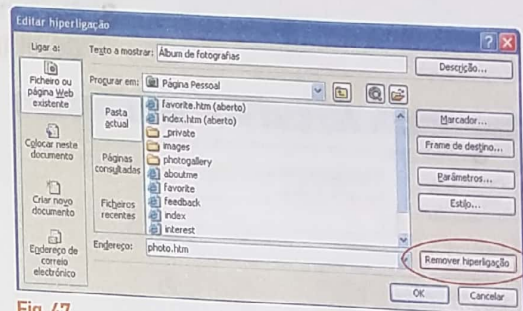 Editar hiperligação
Ligar a:
Texto a mostrar: Álbum de fotografias
Descrição...
Ficheiro ou
página Web
existente
Procurar em: Página Pessoal
Pasta
actual
favorite.htm (aberto)
index.htm (aberto)
_private
images
photogallery
aboutme
favorite
feedback
index
interest
Marcador...
Frame de destino...
Parâmetros...
Estilo...
Colocar neste
documento
Páginas
consultadas
Criar novo
documento
Ficheiros
recentes
Endereço de
correio
electrónico
Endereço: photo.htm
Remover hiperligação
OK
Cancelar
Fig. 47